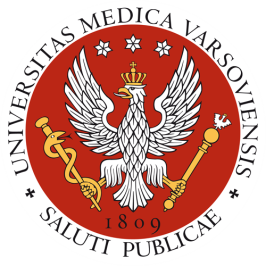 UNIVERSITAS MEDICA VARSOVIENSIS
1809
SALUTI PUBLICAE